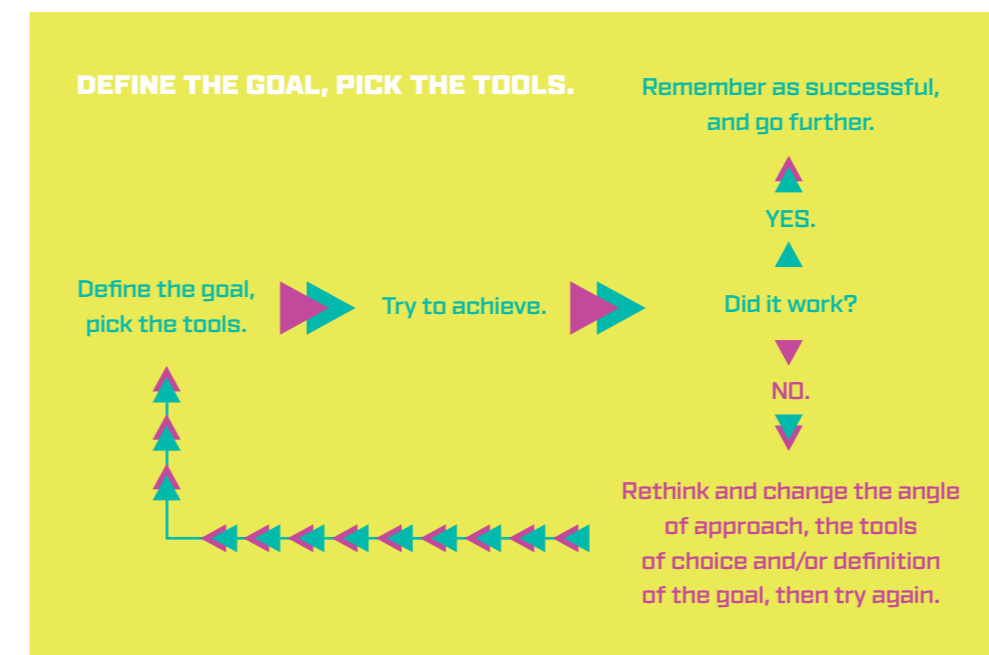 DEFINE THE GOAL, PICK THE TOOLS.
Define the goal,
pick the tools.
Try to achieve.
Did it work?
YES.
Remember as successful,
and go further.
NO.
Rethink and change the angle
of approach, the tools
of choice and/or definition
of the goal, then try again.